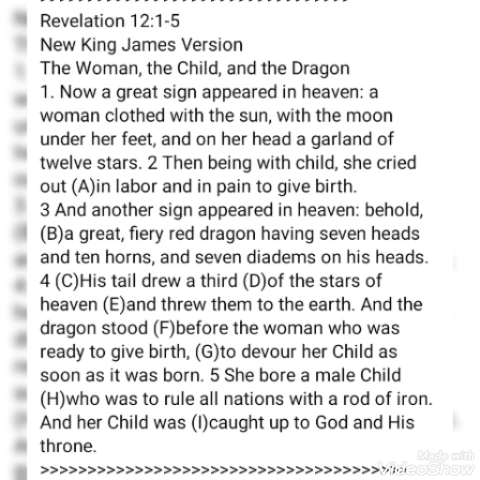 Revelation 12:1-5
New King James Version
The Woman, the Child, and the Dragon
1. Now a great sign appeared in heaven: a
woman clothed with the sun, with the moon
under her feet, and on her head a garland of
twelve stars. 2 Then being with child, she cried
out (A)in labor and in pain to give birth.
3 And another sign appeared in heaven: behold,
(B)a great, fiery red dragon having seven heads
and ten horns, and seven diadems on his heads.
4 (C)His tail drew a third (D)of the stars of
heaven (E)and threw them to the earth. And the
dragon stood (F)before the woman who was
ready to give birth, (G)to devour her Child as
soon as it was born. 5 She bore a male Child
(H)who was to rule all nations with a rod of iron.
And her Child was (I)caught up to God and His
throne.
>>>>>>>>>>>>>>>>>>>>>>>>>>>>>>>>>>>>>>>
Made with
VideoShow